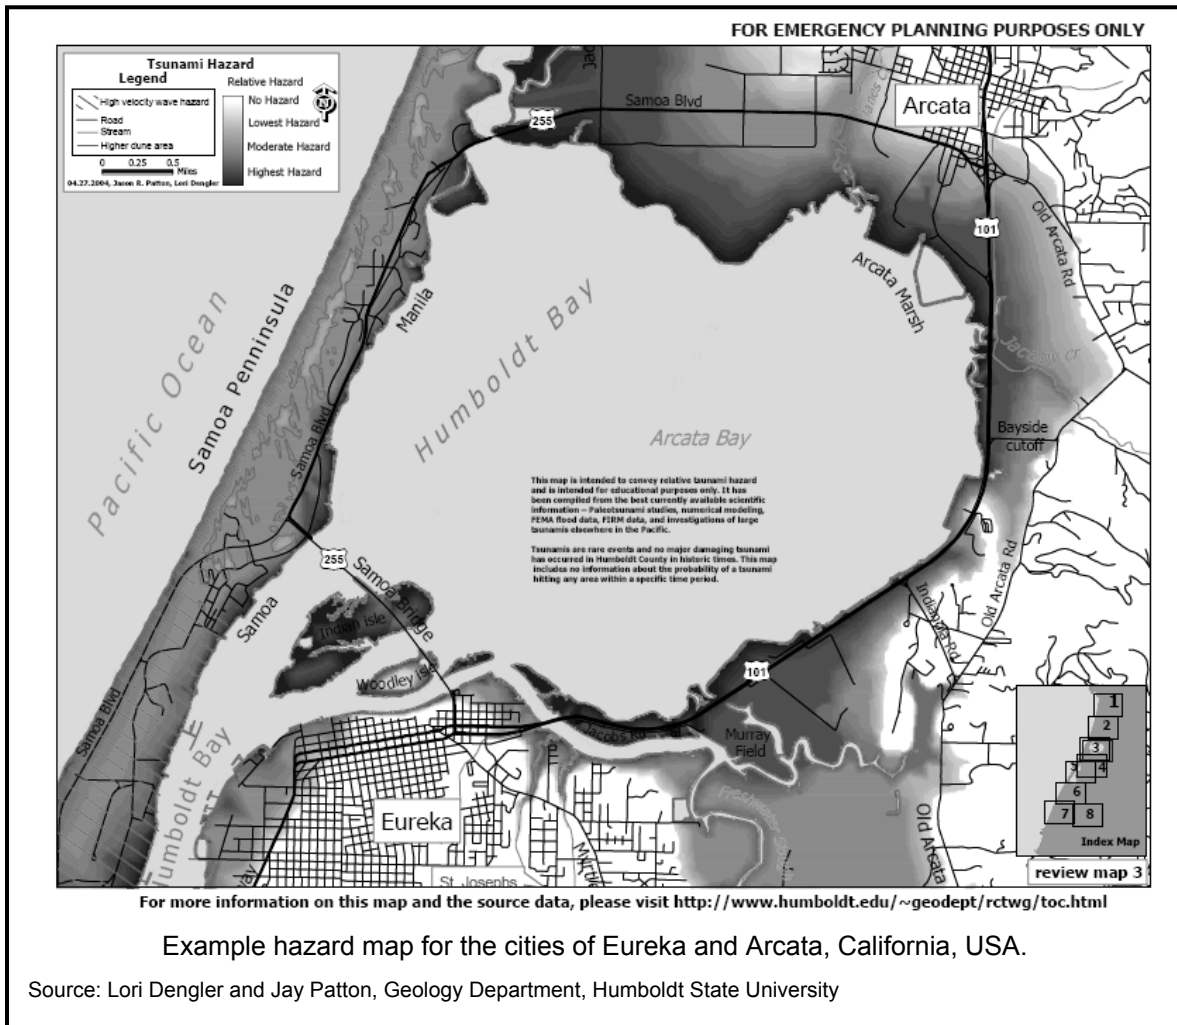 FOR EMERGENCY PLANNING PURPOSES ONLY
Tsunami Hazard
Legend
High velocity wave hazard
Road
Stream
Higher dune area
0 0.25 0.5
Miles
04.27.2004, Jason R. Patton, Lori Dengler
Relative Hazard
No Hazard
Lowest Hazard
Moderate Hazard
Highest Hazard
N
255
Samoa Blvd
Janes C
Arcata
101
Old Arcata Rd
Arcata Marsh
Jacoby cr
Bayside
cutoff
Pacific Ocean
Samoa Penninsula
Manila
Samoa Blvd
Humboldt Bay
Arcata Bay
This map is intended to convey relative tsunami hazard
and is intended for educational purposes only. It has
been compiled from the best currently available scientific
information -- Paleotsunami studies, numerical modeling,
FEMA flood data, FIRM data, and investigations of large
tsunamis elsewhere in the Pacific.
Tsunamis are rare events and no major damaging tsunami
has occurred in Humboldt County in historic times. This map
includes no information about the probability of a tsunami
hitting any area within a specific time period.
255
Samoa Bridge
Samoa
Indian isle
Woodley isle
Samoa Blvd
Humboldt Bay
101
Indianola Rd
Old Arcata Rd
Jacobs Rd
Murray
Field
Eureka
St. Josephs
Myrtle
way
Old Arcata
1
2
3
5 4
6
7 8
Index Map
review map 3
For more information on this map and the source data, please visit http://www.humboldt.edu/~geodept/rctwg/toc.html
Example hazard map for the cities of Eureka and Arcata, California, USA.
Source: Lori Dengler and Jay Patton, Geology Department, Humboldt State University